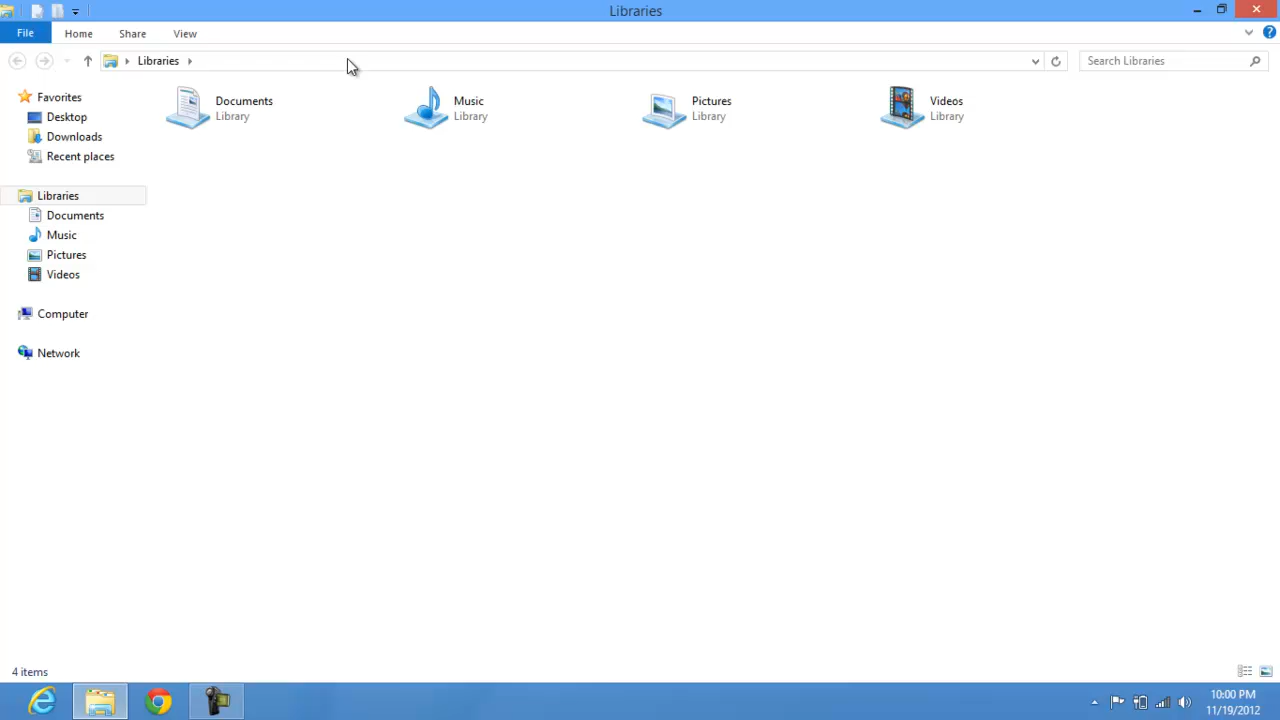 Libraries
File Home Share View
Libraries
Search Libraries
Favorites
Desktop
Downloads
Recent places
Libraries
Documents
Music
Pictures
Videos
Computer
Network
Documents
Library
Music
Library
Pictures
Library
Videos
Library
4 items
10:00 PM
11/19/2012